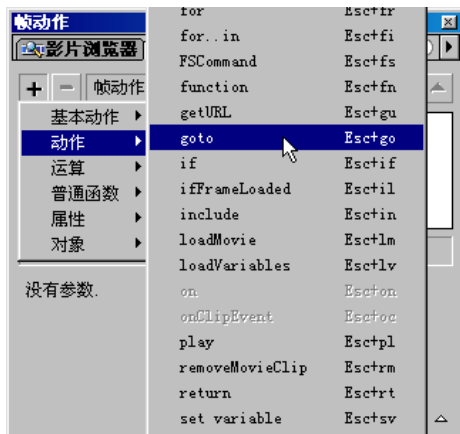 帧动作
影片浏览器
帧动作
基本动作
动作
运算
普通函数
属性
对象
没有参数.
for Esc+fr
for..in Esc+fi
FSCommand Esc+fs
function Esc+fn
getURL Esc+gu
goto Esc+go
if Esc+if
ifFrameLoaded Esc+il
include Esc+in
loadMovie Esc+lm
loadVariables Esc+lv
on Esc+on
onClipEvent Esc+oc
play Esc+pl
removeMovieClip Esc+rm
return Esc+rt
set variable Esc+sv